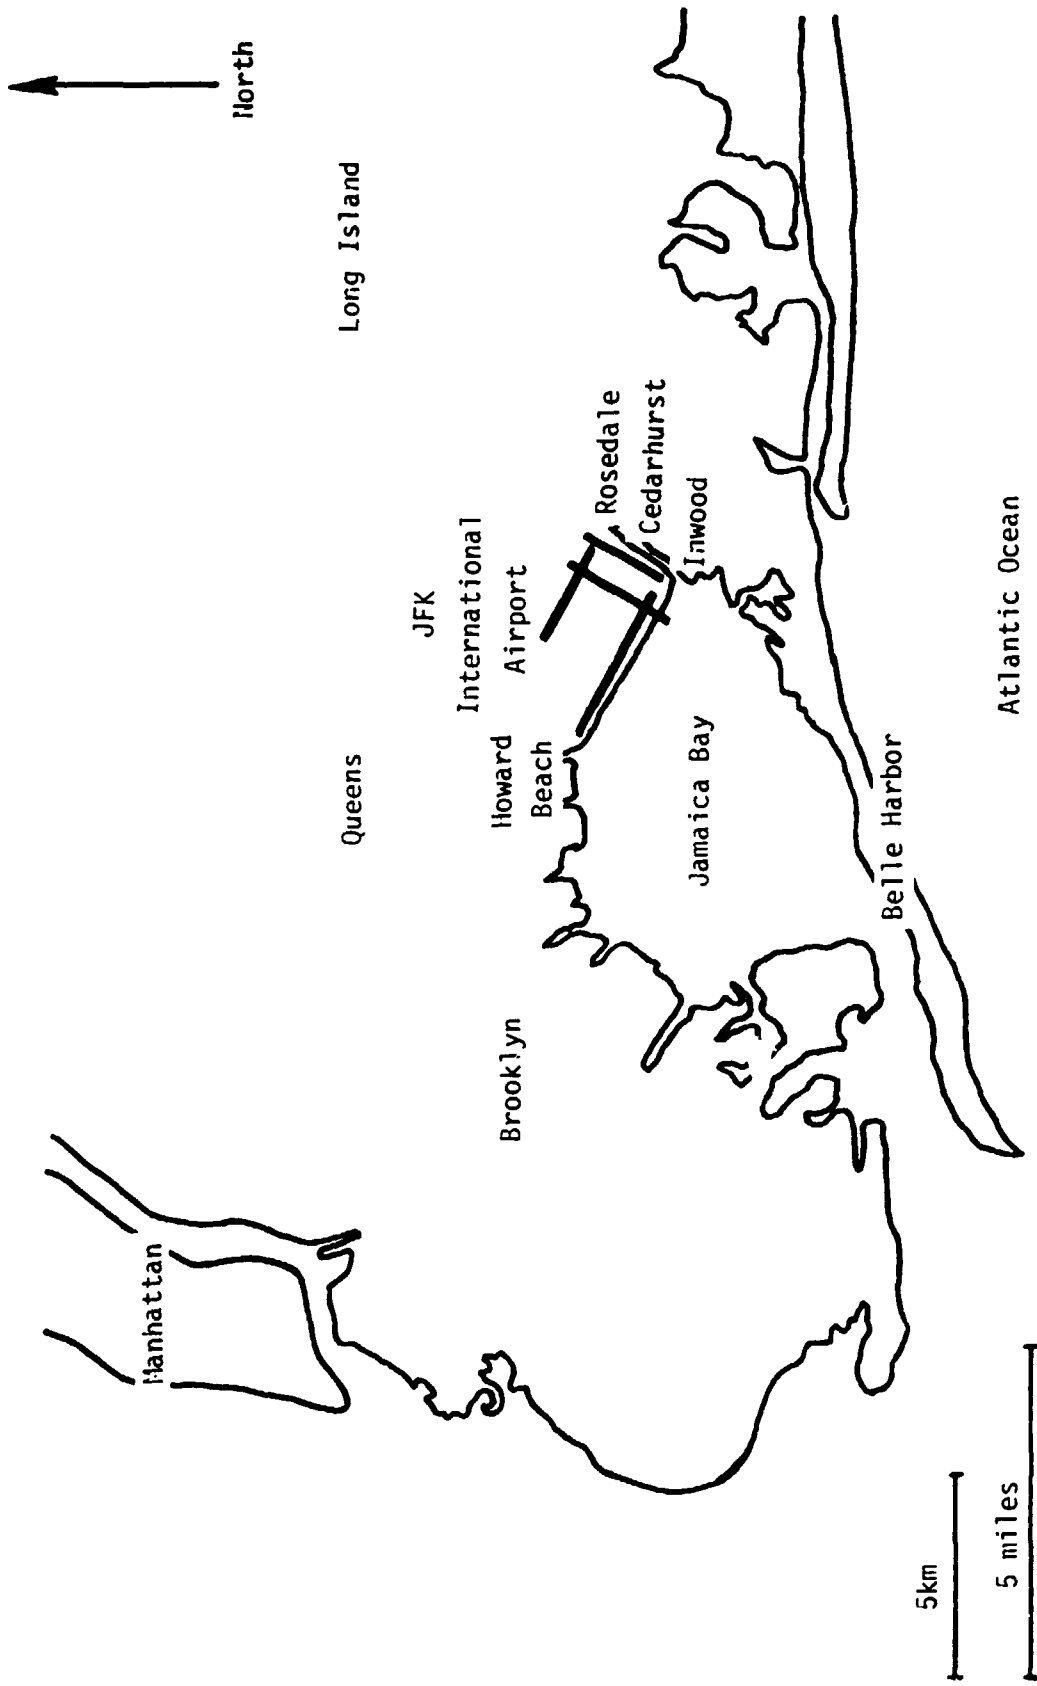 North
Long Island
Manhattan
Queens
JFK
International
Airport
Howard
Beach
Rosedale
Cedarhurst
Inwood
Brooklyn
Jamaica Bay
Belle Harbor
Atlantic Ocean
5km
5 miles